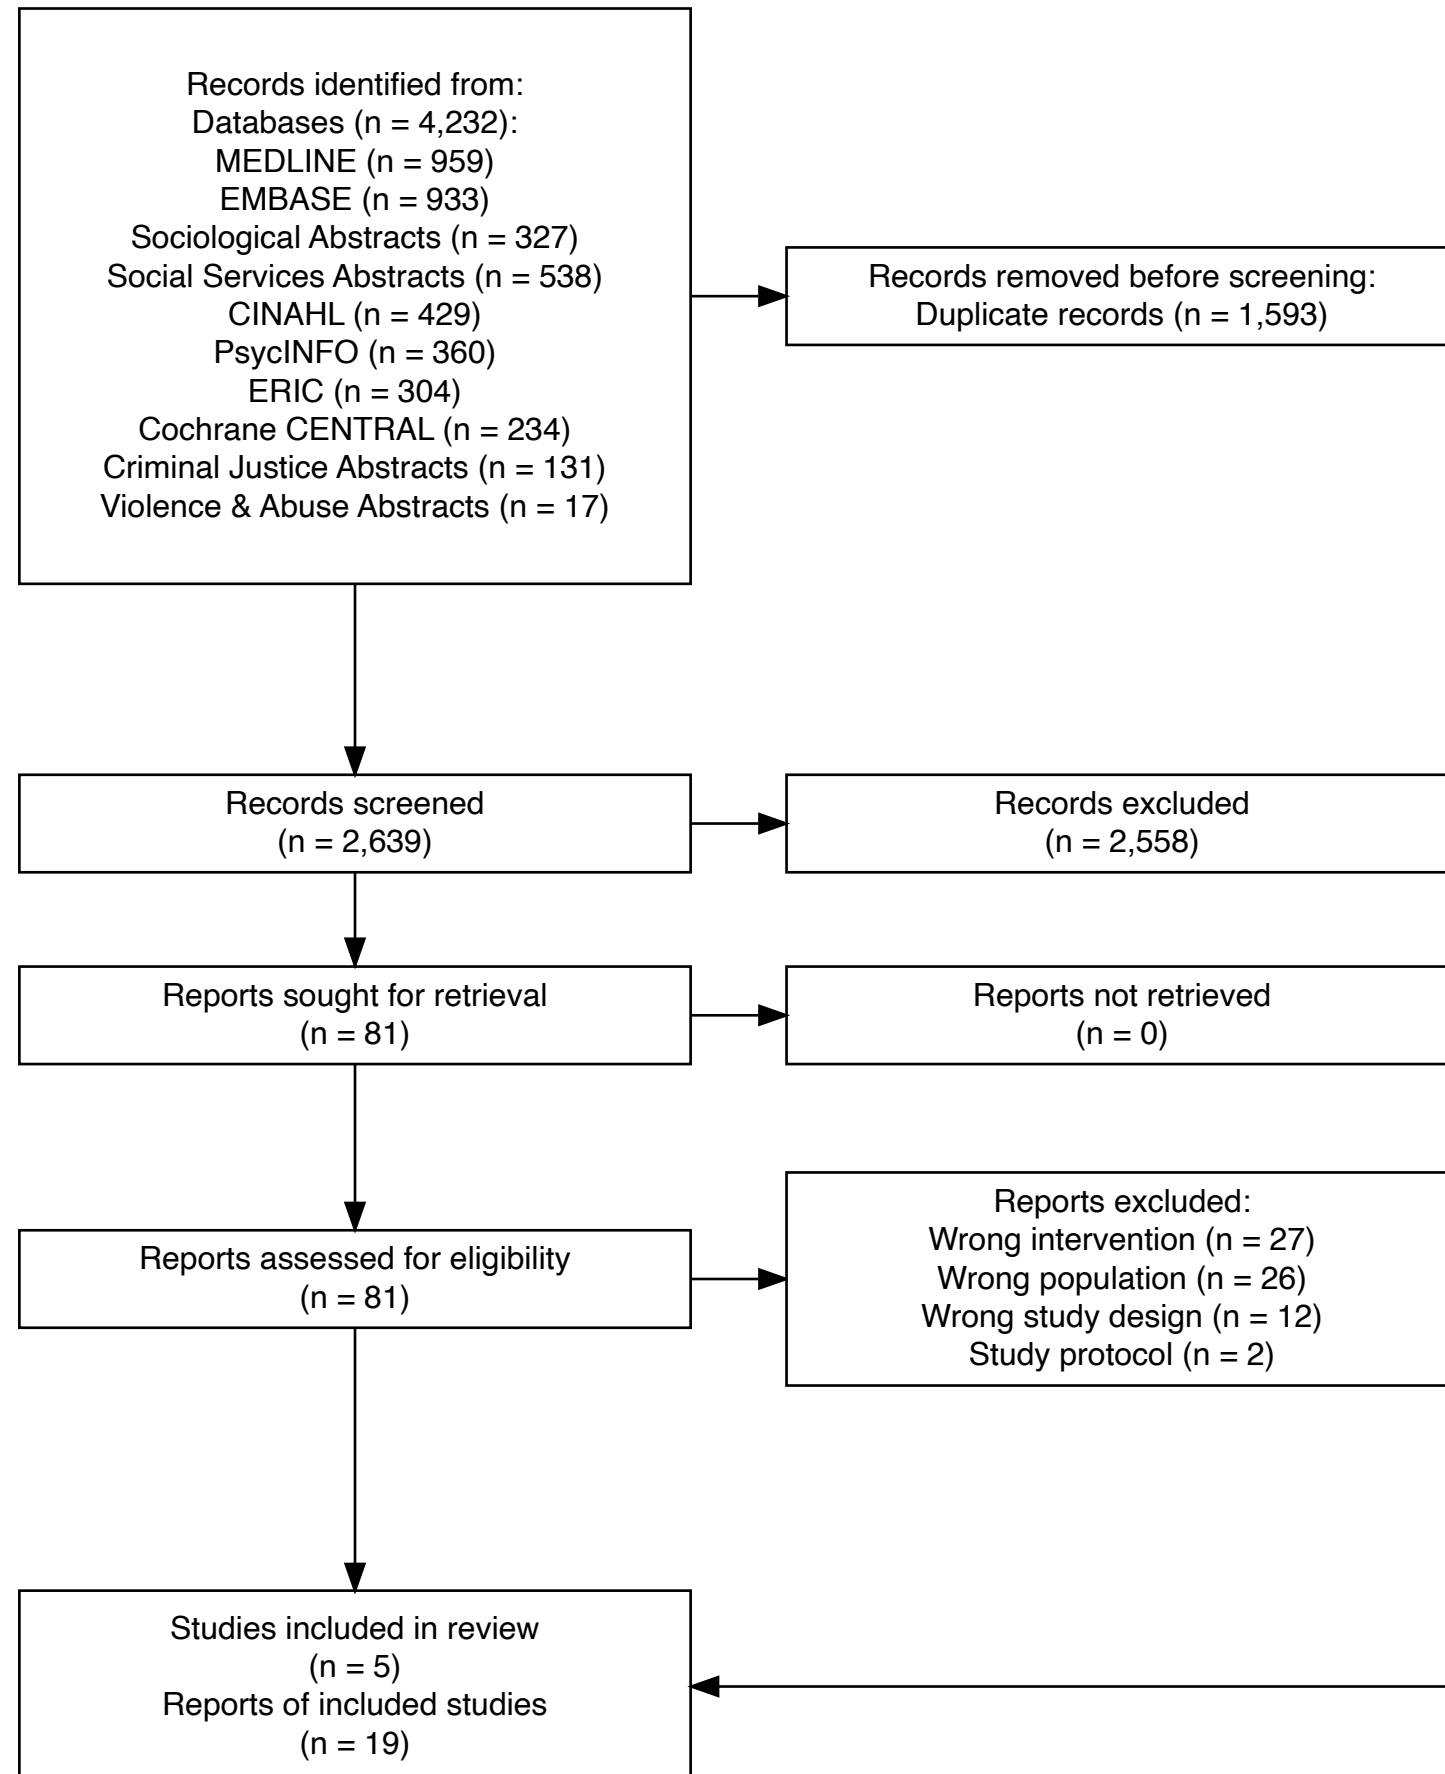 Records identified from:
Databases (n = 4,232):
MEDLINE (n = 959)
EMBASE (n = 933)
Sociological Abstracts (n = 327)
Social Services Abstracts (n = 538)
CINAHL (n = 429)
PsycINFO (n = 360)
ERIC (n = 304)
Cochrane CENTRAL (n = 234)
Criminal Justice Abstracts (n = 131)
Violence & Abuse Abstracts (n = 17)
Records removed before screening:
Duplicate records (n = 1,593)
Records screened
(n = 2,639)
Records excluded
(n = 2,558)
Reports sought for retrieval
(n = 81)
Reports not retrieved
(n = 0)
Reports assessed for eligibility
(n = 81)
Reports excluded:
Wrong intervention (n = 27)
Wrong population (n = 26)
Wrong study design (n = 12)
Study protocol (n = 2)
Studies included in review
(n = 5)
Reports of included studies
(n = 19)